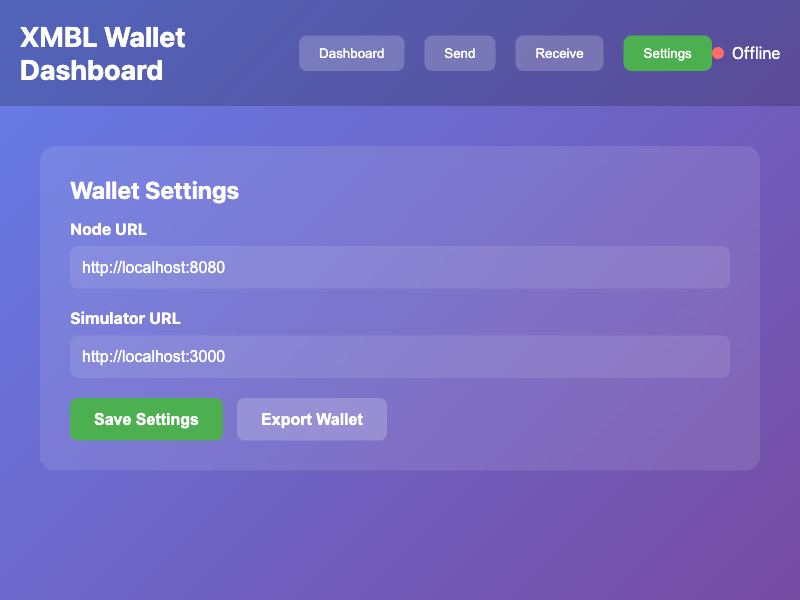 XMBL Wallet
Dashboard
Dashboard
Send
Receive
Settings
Offline
Wallet Settings
Node URL
http://localhost:8080
Simulator URL
http://localhost:3000
Save Settings
Export Wallet